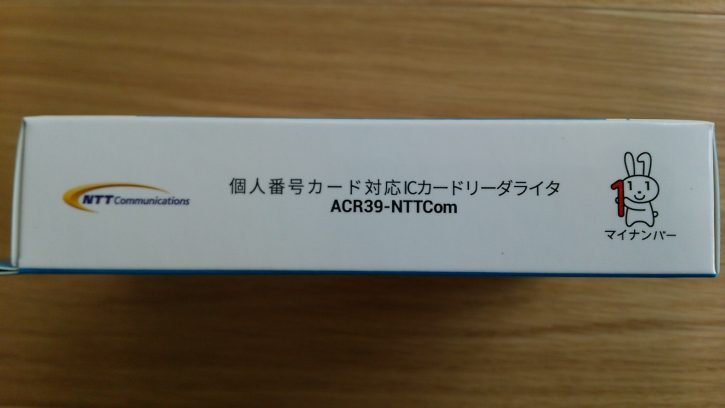 NTT Communications
個人番号カード対応ICカードリーダライタ
ACR39-NTTCom
1
マイナンバー